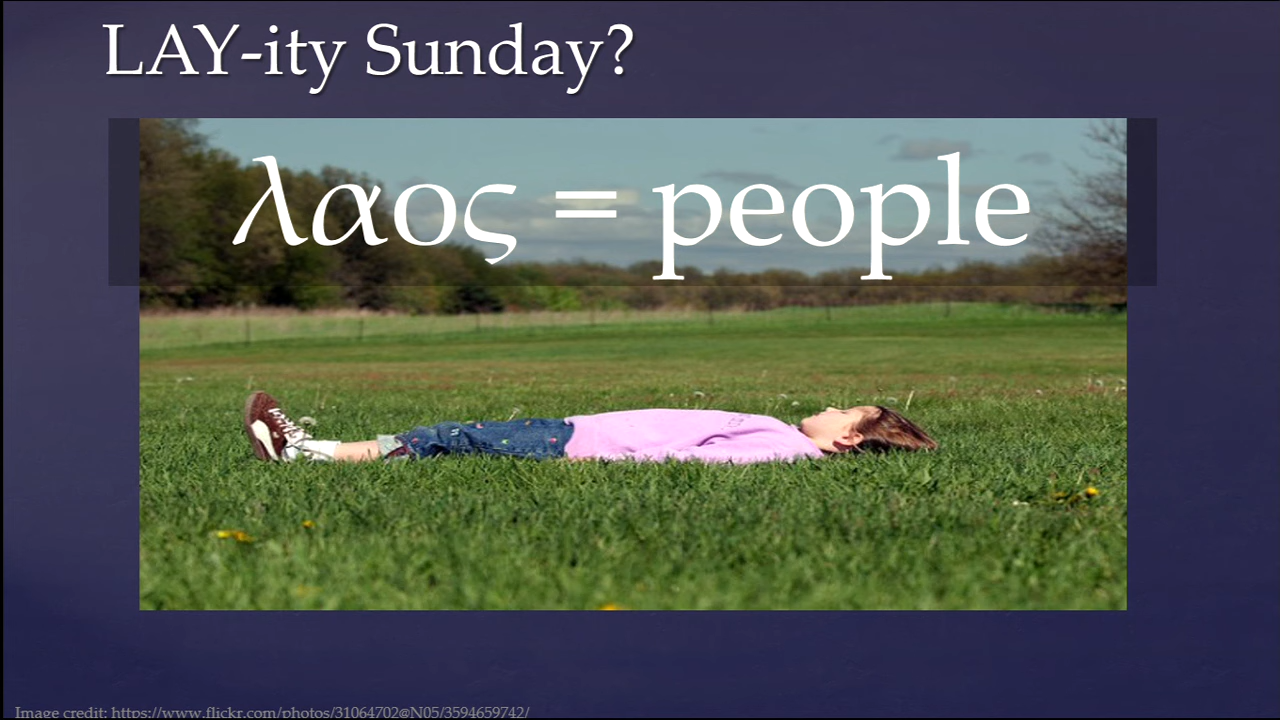 LAY-ity Sunday?
λαος = people
Image credit: https://www.flickr.com/photos/31064702@N05/3594659742/